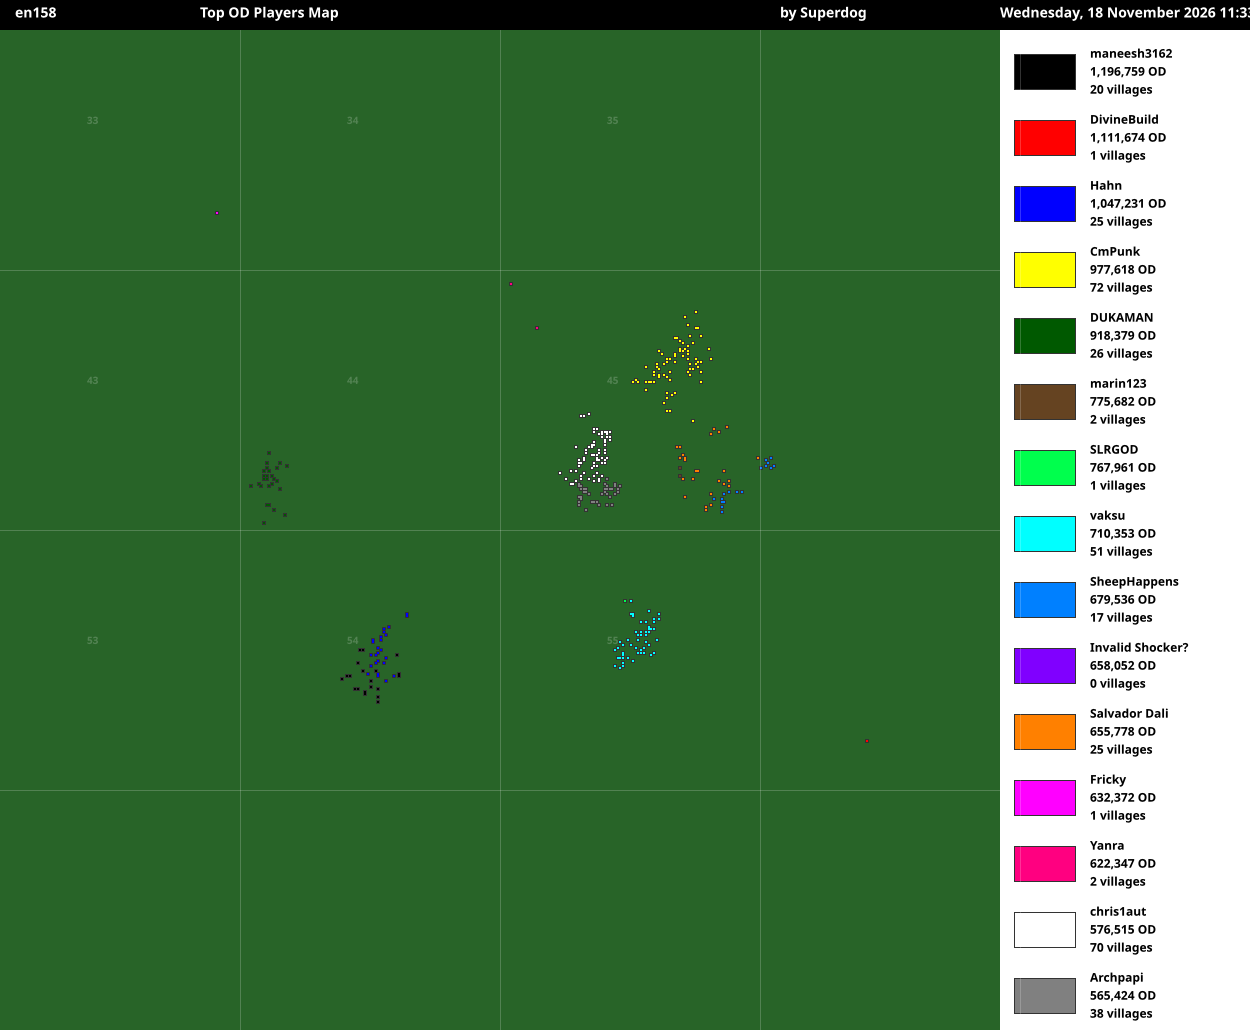 en158 Top OD Players Map by Superdog Wednesday, 18 November 2026 11:33
33 34 35
43 44 45
53 54 55
maneesh3162
1,196,759 OD
20 villages
DivineBuild
1,111,674 OD
1 villages
Hahn
1,047,231 OD
25 villages
CmPunk
977,618 OD
72 villages
DUKAMAN
918,379 OD
26 villages
marin123
775,682 OD
2 villages
SLRGOD
767,961 OD
1 villages
vaksu
710,353 OD
51 villages
SheepHappens
679,536 OD
17 villages
Invalid Shocker?
658,052 OD
0 villages
Salvador Dali
655,778 OD
25 villages
Fricky
632,372 OD
1 villages
Yanra
622,347 OD
2 villages
chris1aut
576,515 OD
70 villages
Archpapi
565,424 OD
38 villages